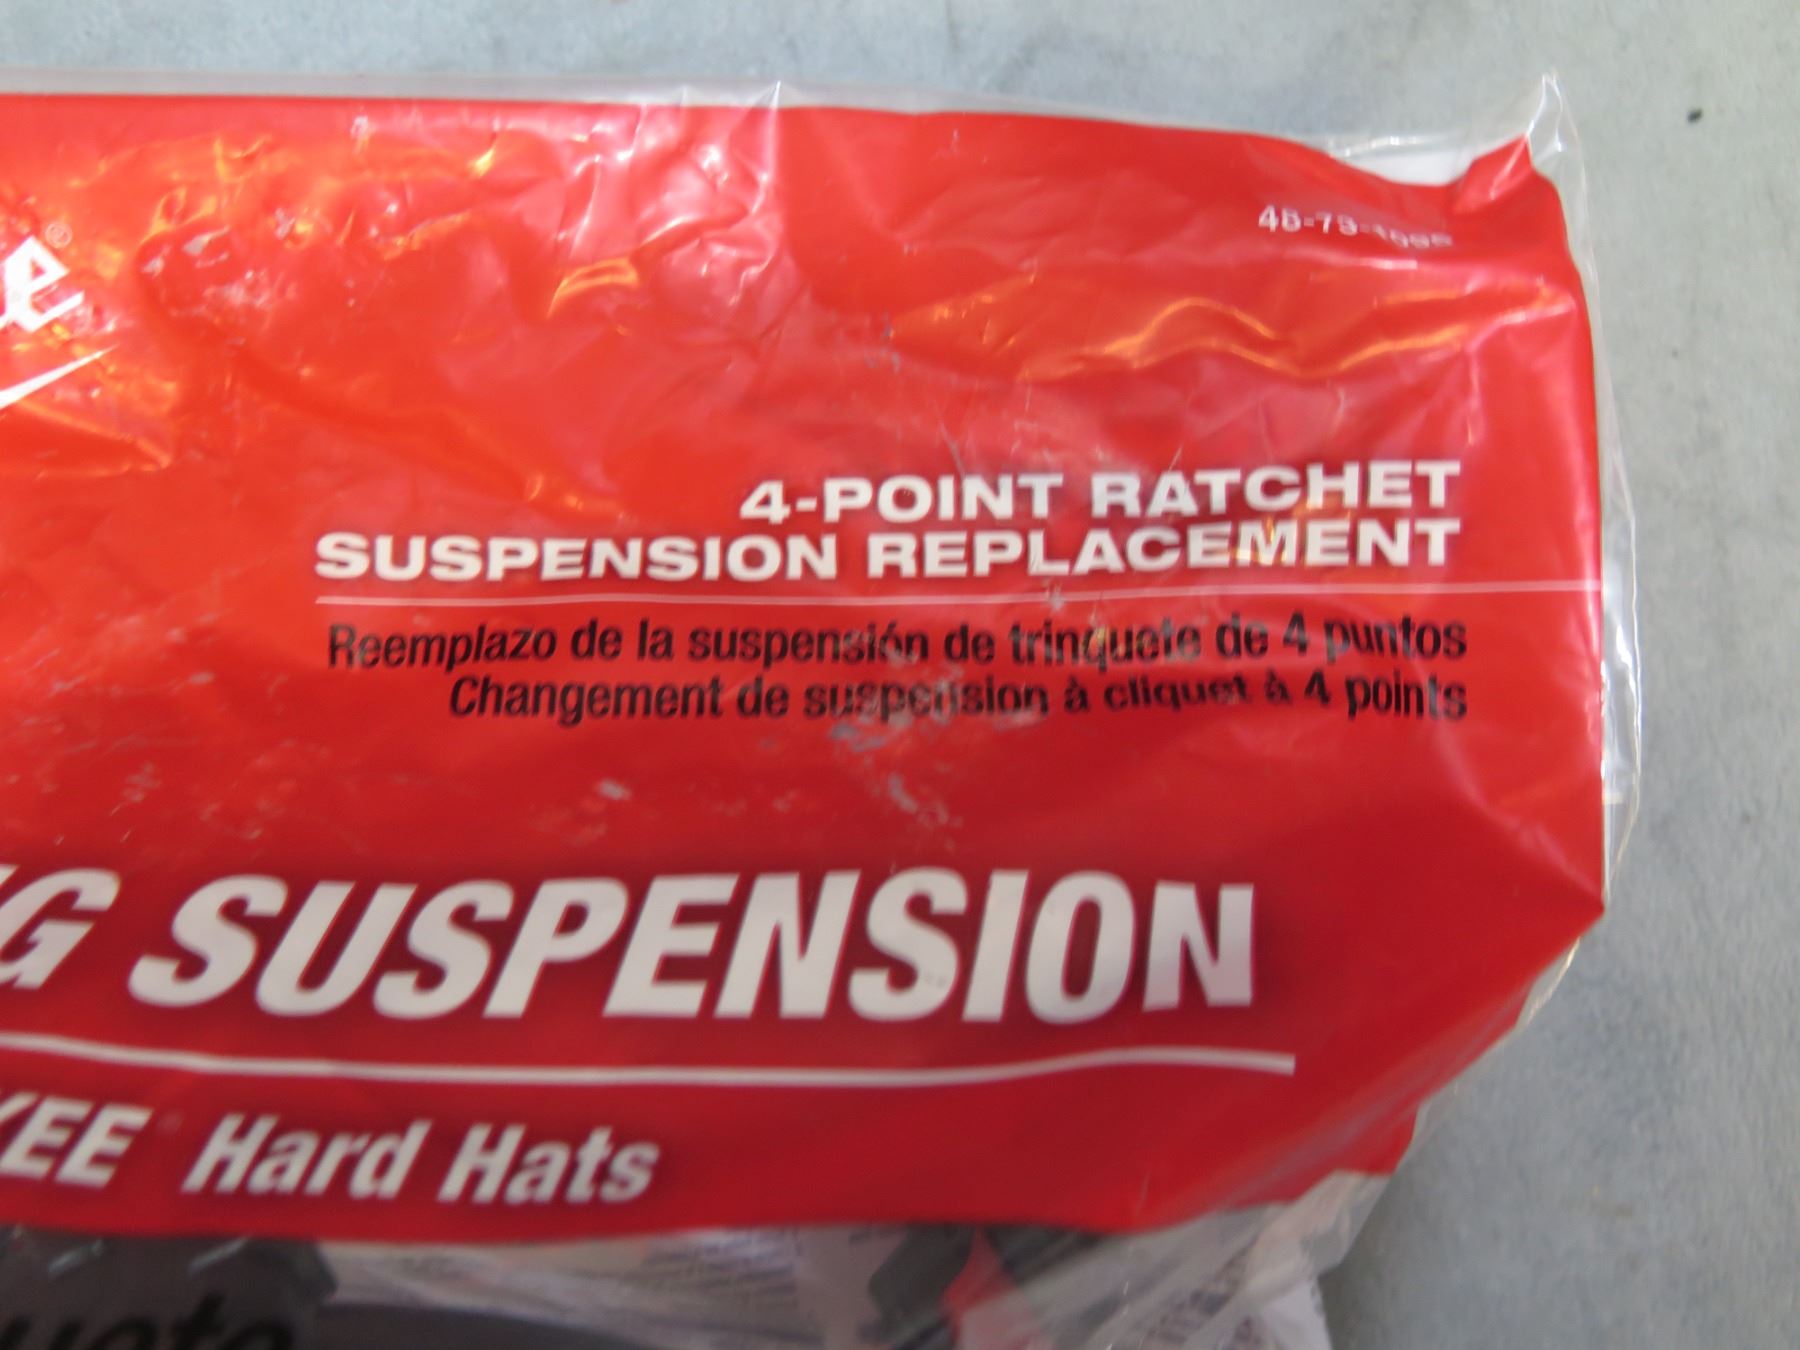 4-POINT RATCHET
SUSPENSION REPLACEMENT
Reemplazo de la suspensión de trinquete de 4 puntos
Changement de suspension à cliquet à 4 points
G SUSPENSION
KEE Hard Hats